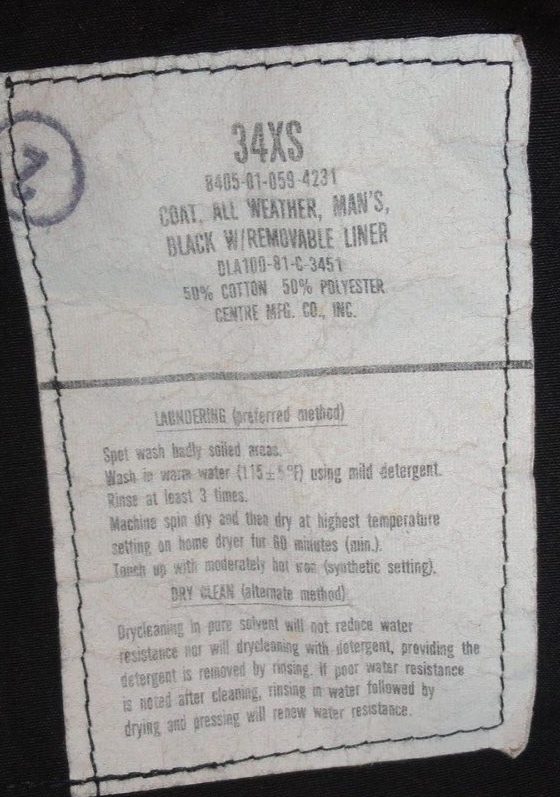 34XS
8405-01-059-4231
COAT, ALL WEATHER, MAN'S,
BLACK W/REMOVABLE LINER
DLA100-81-C-3451
50% COTTON 50% POLYESTER
CENTRE MFG. CO., INC.
LAUNDERING (preferred method)
Spot wash badly soiled areas.
Wash in warm water (115±5°F) using mild detergent.
Rinse at least 3 times.
Machine spin dry and then dry at highest temperature
setting on home dryer for 60 minutes (min.).
Touch up with moderately hot iron (synthetic setting).
DRY CLEAN (alternate method)
Drycleaning in pure solvent will not reduce water
resistance nor will drycleaning with detergent, providing the
detergent is removed by rinsing. If poor water resistance
is noted after cleaning, rinsing in water followed by
drying and pressing will renew water resistance.